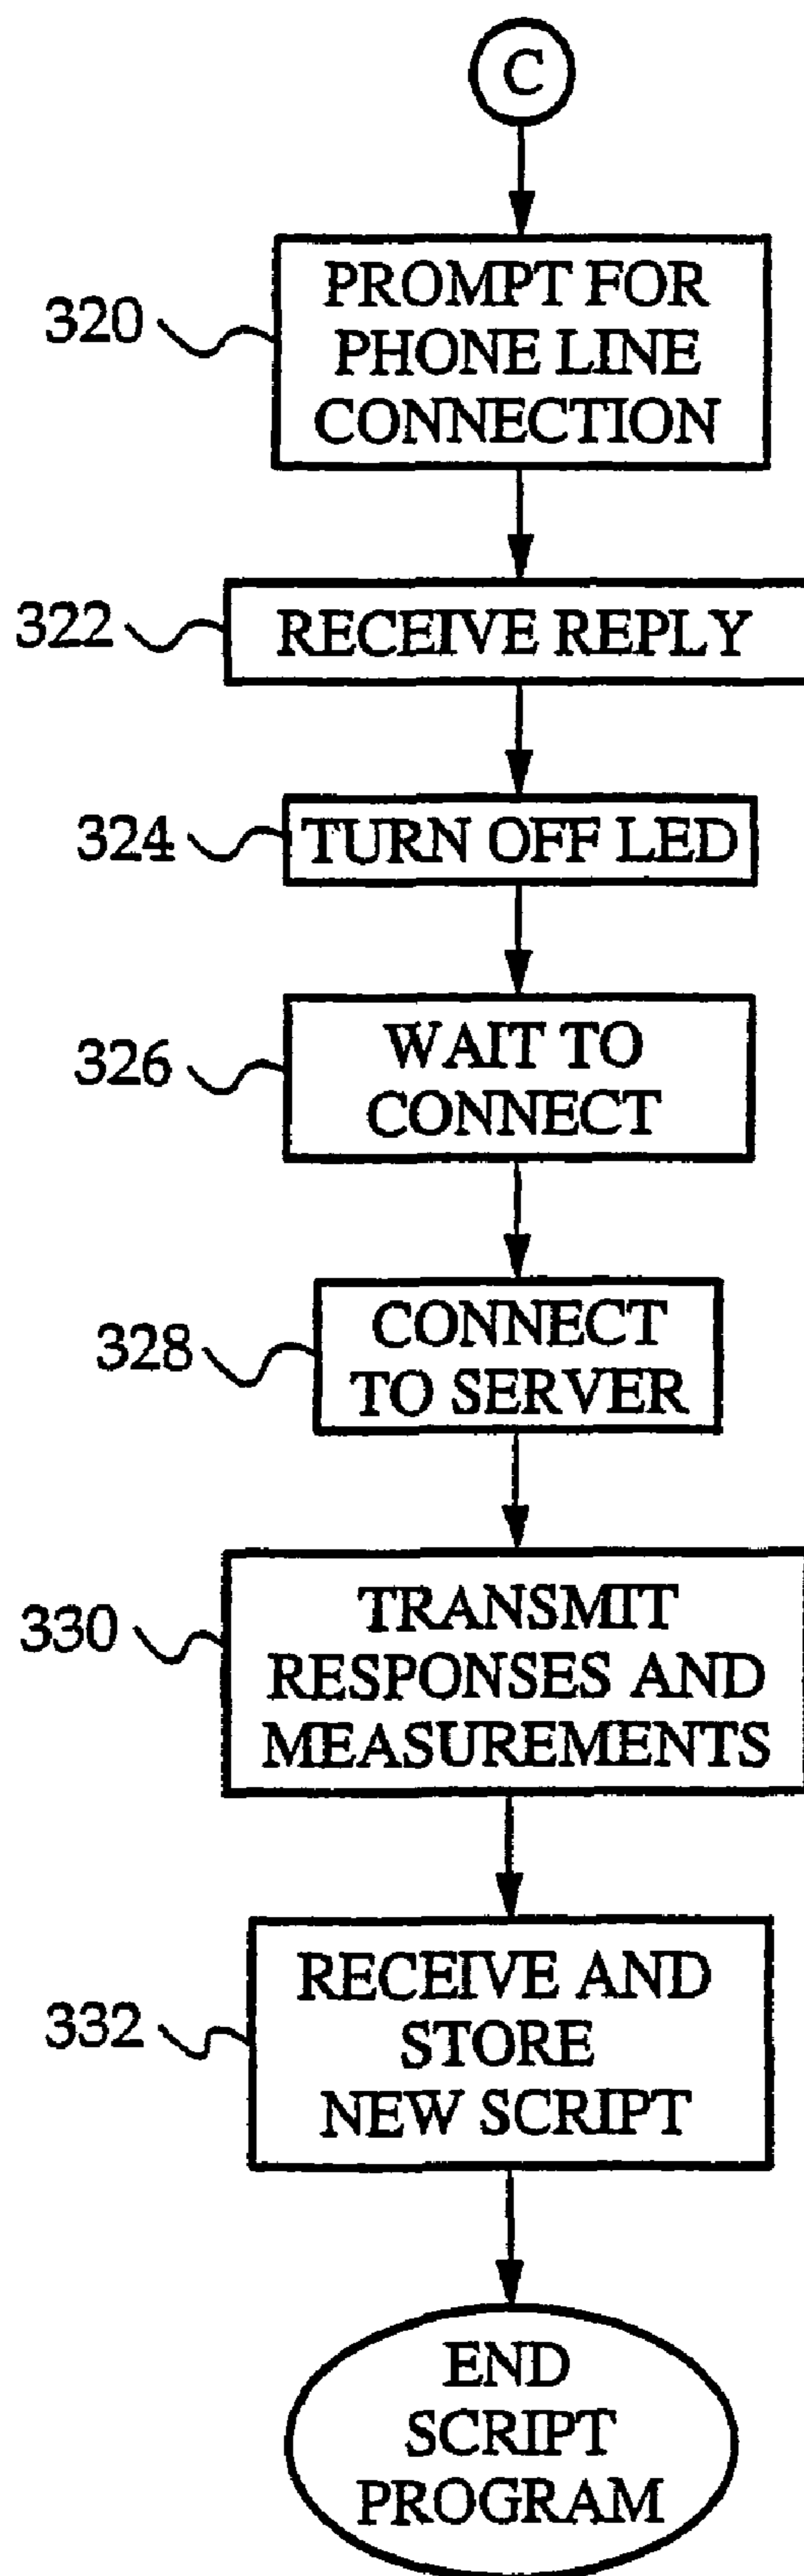 C
320
PROMPT FOR
PHONE LINE
CONNECTION
322
RECEIVE REPLY
324
TURN OFF LED
326
WAIT TO
CONNECT
328
CONNECT
TO SERVER
330
TRANSMIT
RESPONSES AND
MEASUREMENTS
332
RECEIVE AND
STORE
NEW SCRIPT
END
SCRIPT
PROGRAM